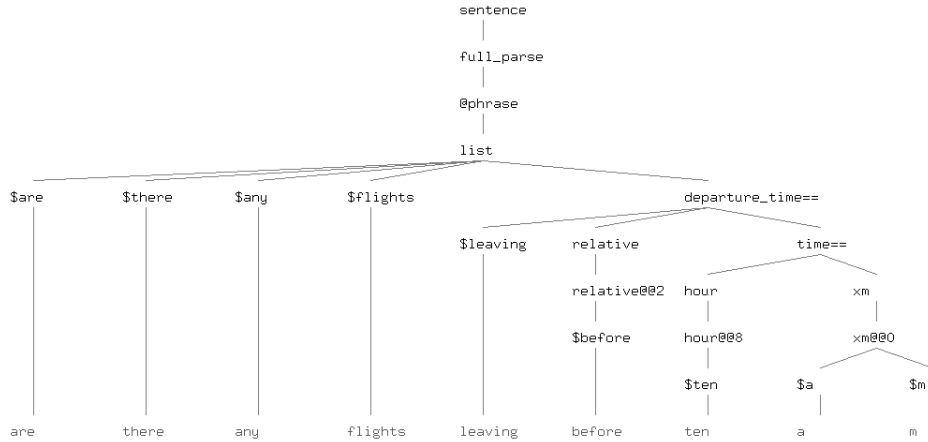 sentence
full_parse
@phrase
list
$are $there $any $flights departure_time==
$leaving relative time==
relative@@2 hour xm
$before hour@@8 xm@@0
$ten $a $m
are there any flights leaving before ten a m